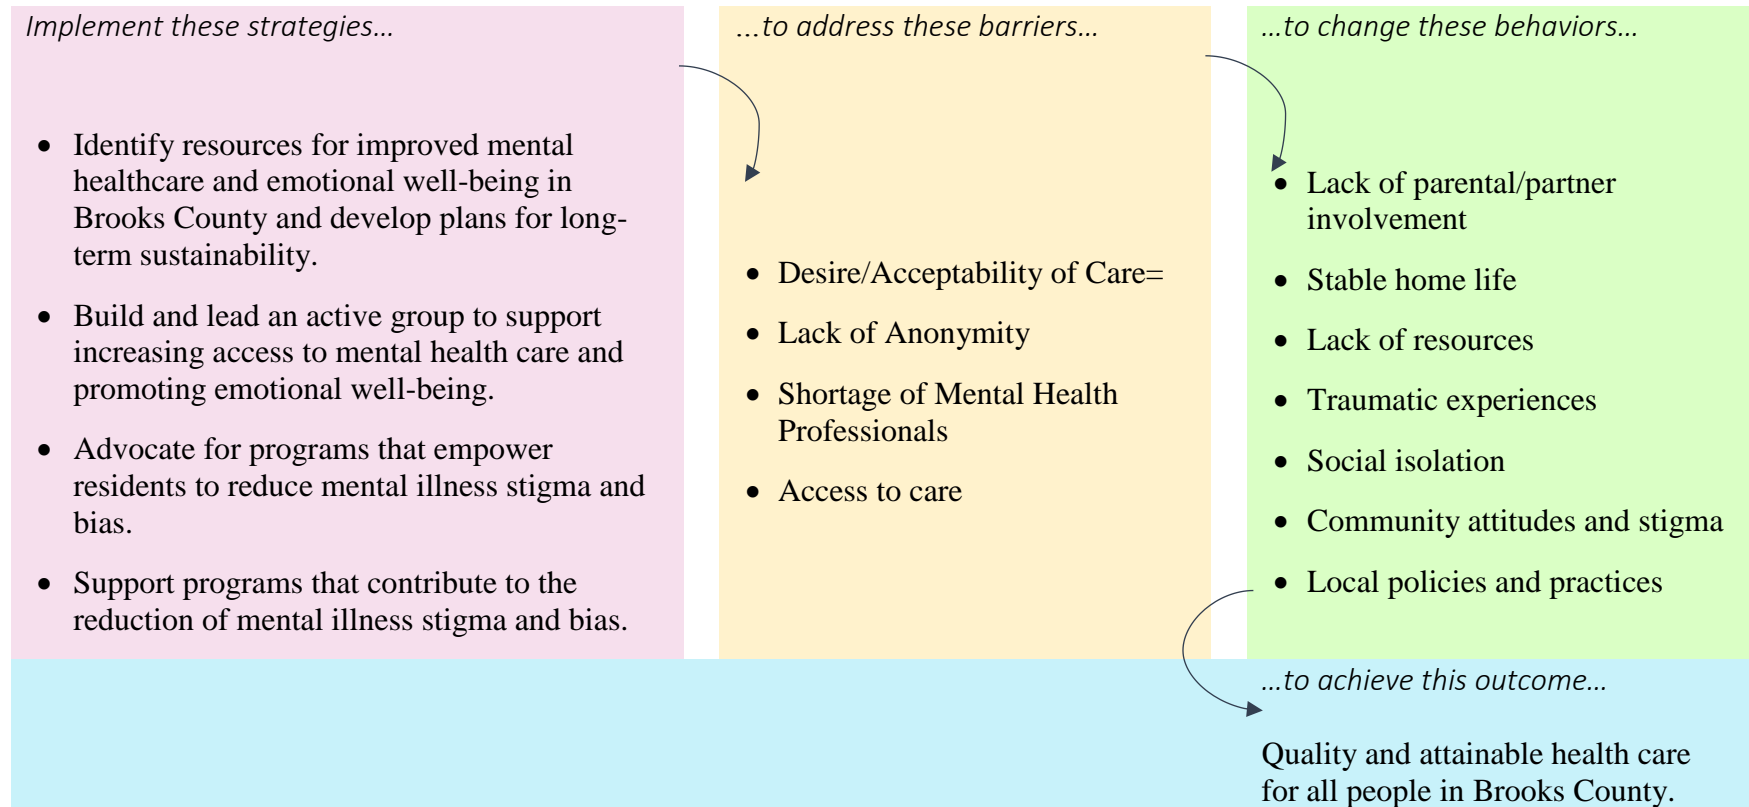 Implement these strategies…
• Identify resources for improved mental
healthcare and emotional well-being in
Brooks County and develop plans for long-
term sustainability.
• Build and lead an active group to support
increasing access to mental health care and
promoting emotional well-being.
• Advocate for programs that empower
residents to reduce mental illness stigma and
bias.
• Support programs that contribute to the
reduction of mental illness stigma and bias.
…to address these barriers…
• Desire/Acceptability of Care=
• Lack of Anonymity
• Shortage of Mental Health
Professionals
• Access to care
…to change these behaviors…
• Lack of parental/partner
involvement
• Stable home life
• Lack of resources
• Traumatic experiences
• Social isolation
• Community attitudes and stigma
• Local policies and practices
…to achieve this outcome…
Quality and attainable health care
for all people in Brooks County.